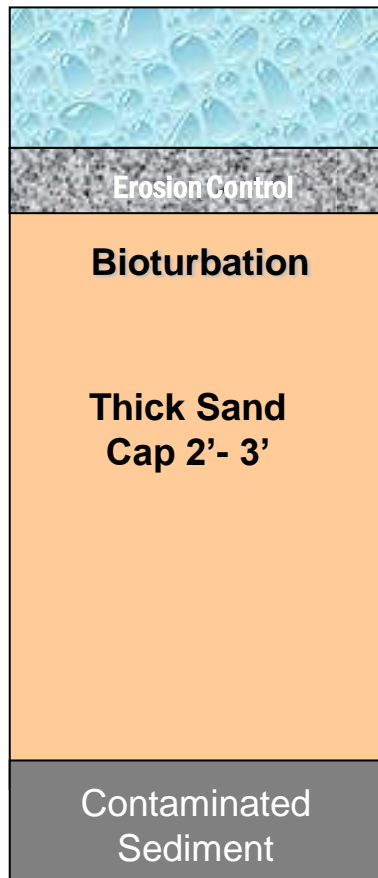 Erosion Control
Bioturbation
Thick Sand
Cap 2’- 3’
Contaminated
Sediment